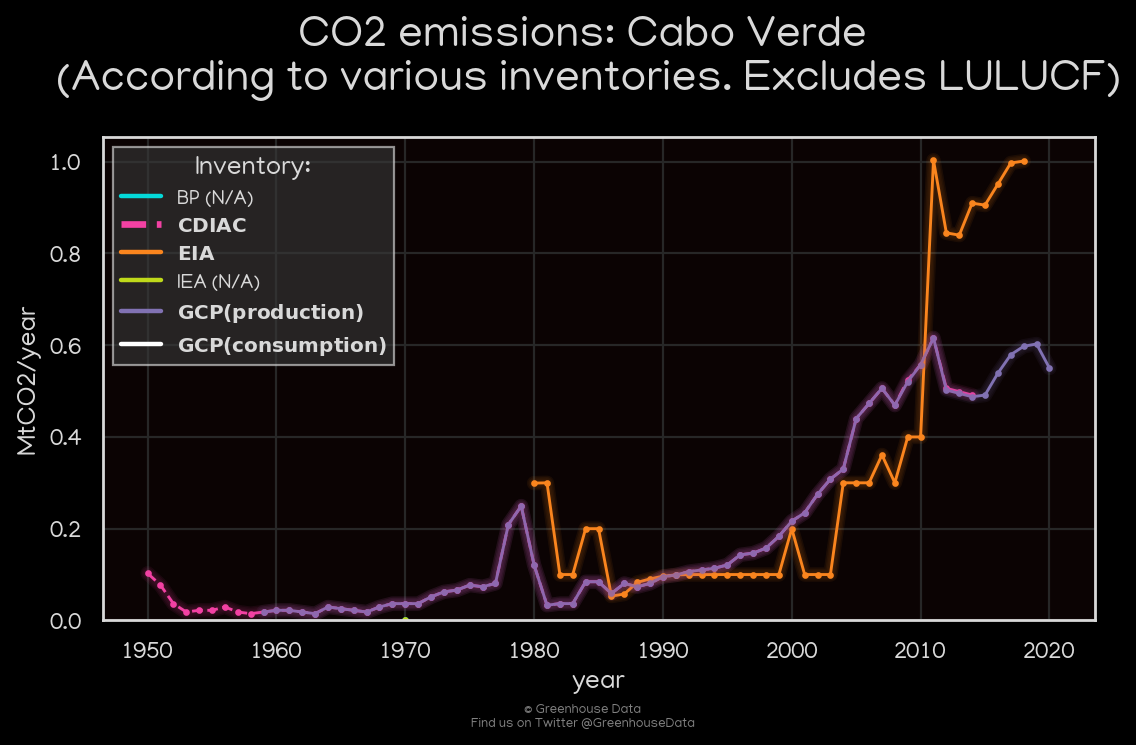 CO2 emissions: Cabo Verde
(According to various inventories. Excludes LULUCF)
Inventory:
BP (N/A)
CDIAC
EIA
IEA (N/A)
GCP(production)
GCP(consumption)
MtCO2/year
1.0
0.8
0.6
0.4
0.2
0.0
1950 1960 1970 1980 1990 2000 2010 2020
year
© Greenhouse Data
Find us on Twitter @GreenhouseData